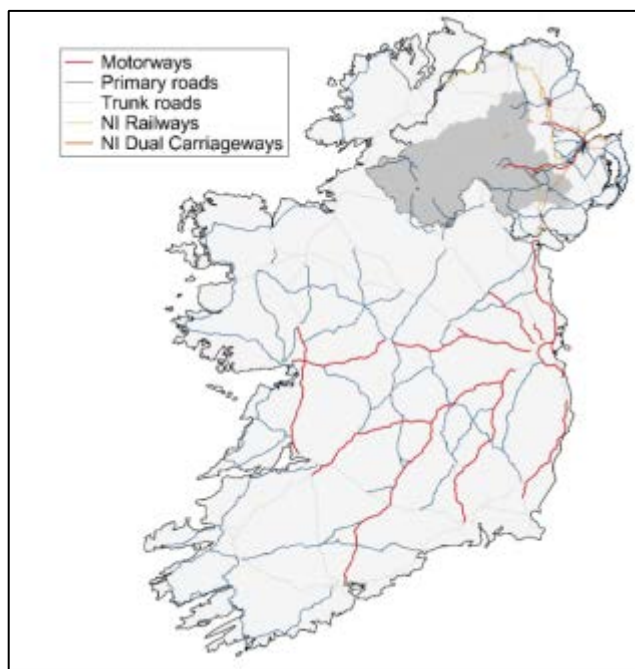 Motorways
Primary roads
Trunk roads
NI Railways
NI Dual Carriageways